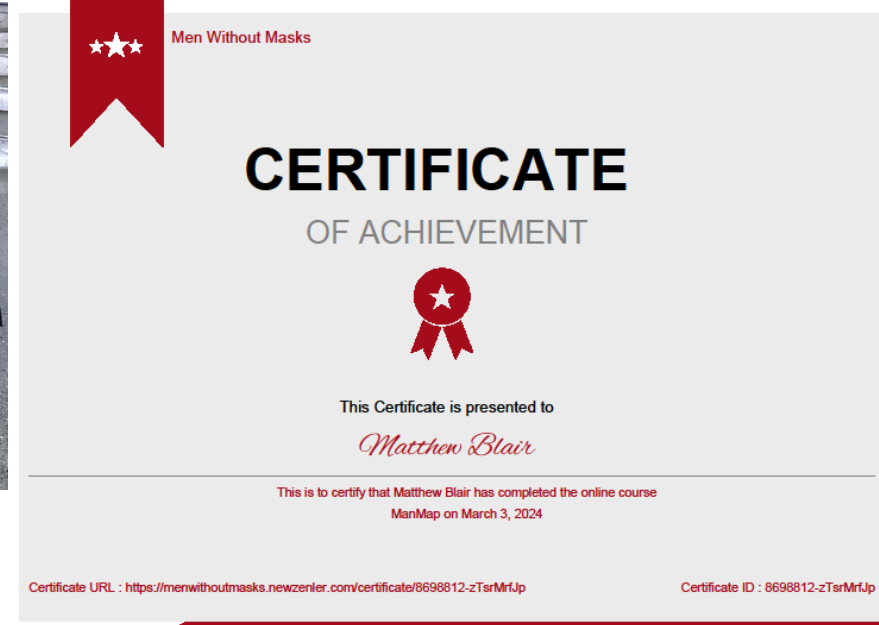 Men Without Masks
CERTIFICATE
OF ACHIEVEMENT
This Certificate is presented to
Matthew Blair
This is to certify that Matthew Blair has completed the online course
ManMap on March 3, 2024
Certificate URL : https://menwithoutmasks.newzenler.com/certificate/8698812-zTsrMrfJp
Certificate ID : 8698812-zTsrMrfJp